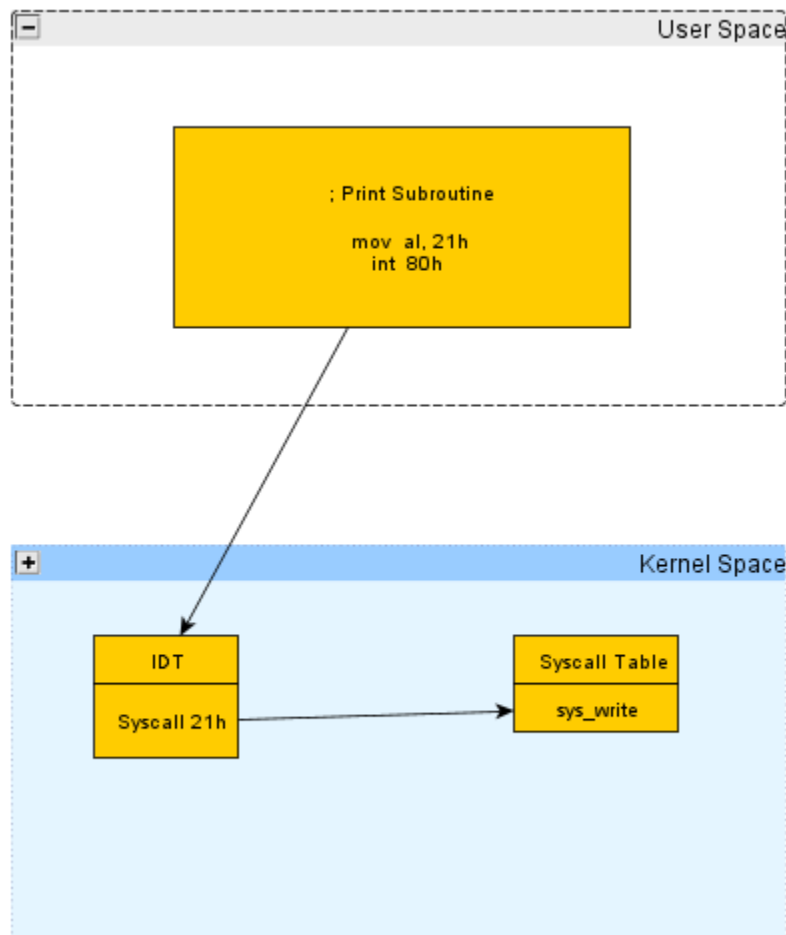 User Space
; Print Subroutine
mov al, 21h
int 80h
Kernel Space
IDT
Syscall 21h
Syscall Table
sys_write